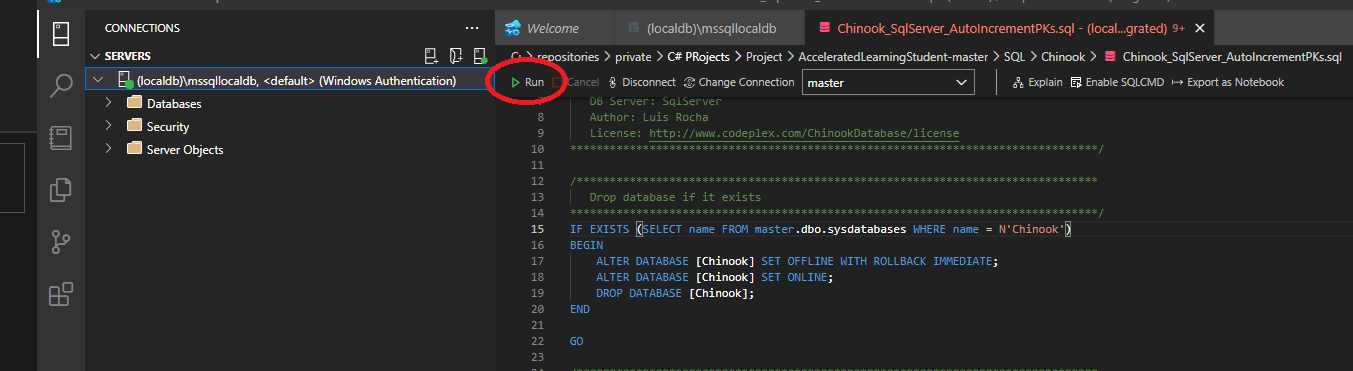 CONNECTIONS
SERVERS
(localdb)\mssqllocaldb, <default> (Windows Authentication)
Databases
Security
Server Objects
Welcome
(localdb)\mssqllocaldb
Chinook_SqlServer_AutoIncrementPKs.sql - (local...grated) 9+
C: > repositories > private > C# PRojects > Project > AcceleratedLearningStudent-master > SQL > Chinook > Chinook_SqlServer_AutoIncrementPKs.sql
Run Cancel Disconnect Change Connection master Explain Enable SQLCMD Export as Notebook
7 DB Server: SqlServer
8 Author: Luis Rocha
9 License: http://www.codeplex.com/ChinookDatabase/license
10 *******************************************************************************/
11
12 /*******************************************************************************
13 Drop database if it exists
14 *******************************************************************************/
15 IF EXISTS (SELECT name FROM master.dbo.sysdatabases WHERE name = N'Chinook')
16 BEGIN
17 ALTER DATABASE [Chinook] SET OFFLINE WITH ROLLBACK IMMEDIATE;
18 ALTER DATABASE [Chinook] SET ONLINE;
19 DROP DATABASE [Chinook];
20 END
21
22 GO
23